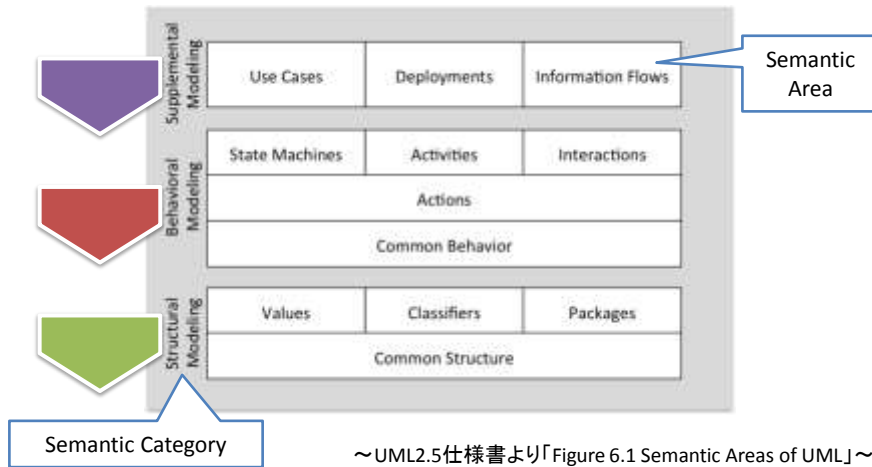 Supplemental
Modeling
Use Cases
Deployments
Information Flows
Semantic
Area
Behavioral
Modeling
State Machines
Activities
Interactions
Actions
Common Behavior
Structural
Modeling
Values
Classifiers
Packages
Common Structure
Semantic Category
～UML2.5仕様書より「Figure 6.1 Semantic Areas of UML」～